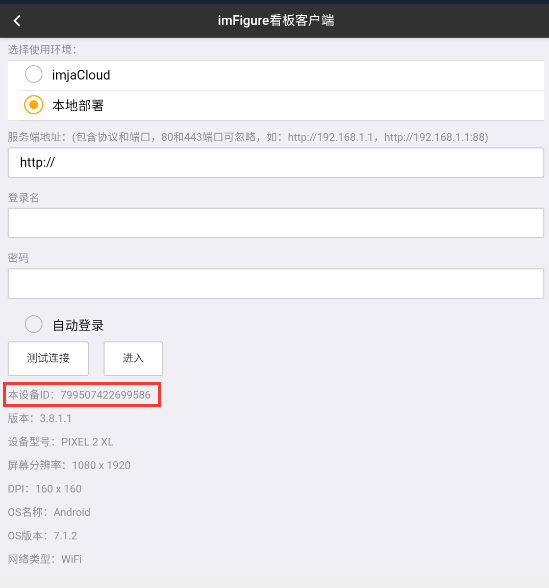 imFigure看板客户端
选择使用环境：
imjaCloud
本地部署
服务端地址：(包含协议和端口，80和443端口可忽略，如：http://192.168.1.1，http://192.168.1.1:88)
http://
登录名
密码
自动登录
测试连接 进入
本设备ID：799507422699586
版本：3.8.1.1
设备型号：PIXEL 2 XL
屏幕分辨率：1080 x 1920
DPI：160 x 160
OS名称：Android
OS版本：7.1.2
网络类型：WiFi